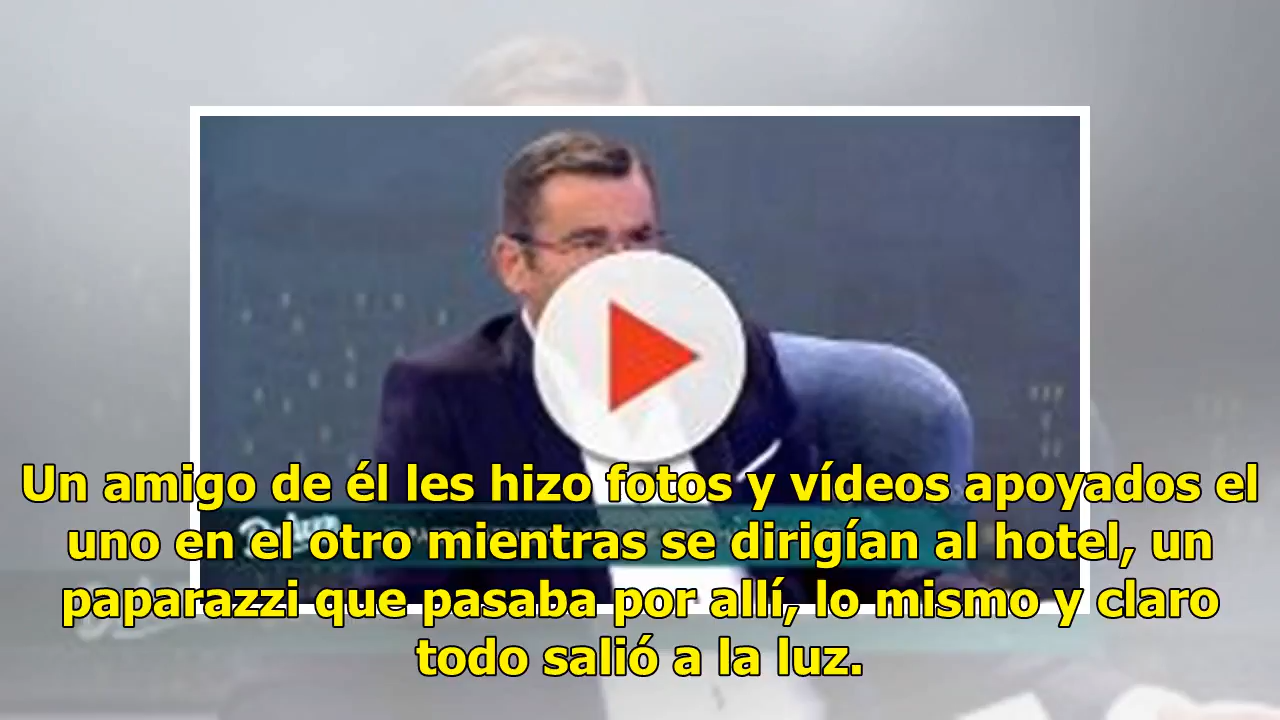 Un amigo de él les hizo fotos y vídeos apoyados el
uno en el otro mientras se dirigían al hotel, un
paparazzi que pasaba por allí, lo mismo y claro
todo salió a la luz.